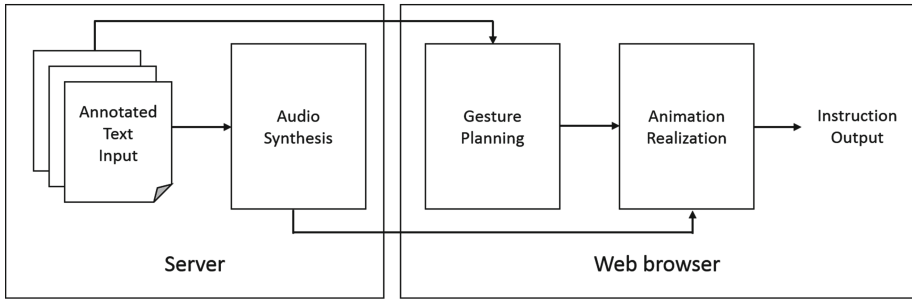 Annotated
Text
Input
Audio
Synthesis
Gesture
Planning
Animation
Realization
Instruction
Output
Server
Web browser